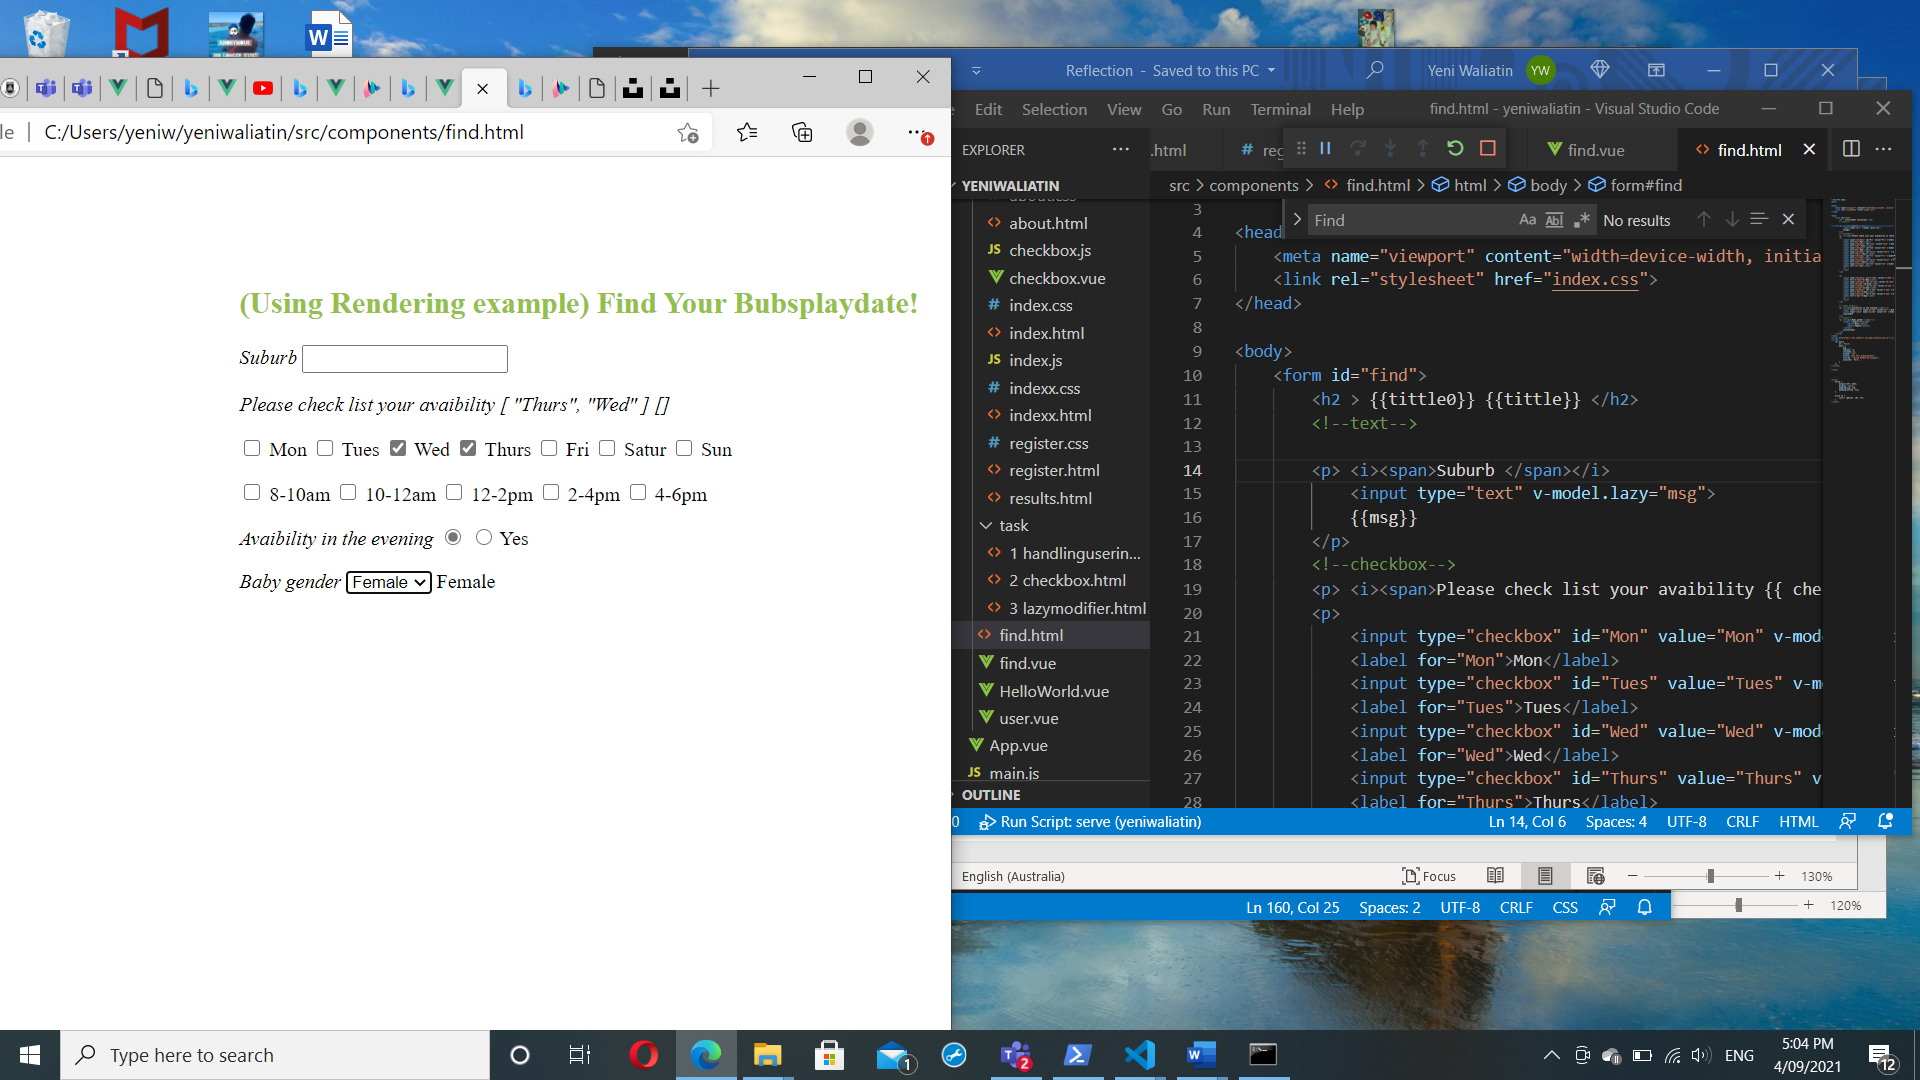 Reflection - Saved to this PC
Yeni Waliatin
YW
Edit Selection View Go Run Terminal Help
find.html - yeniwaliatin - Visual Studio Code
le | C:/Users/yeniw/yeniwaliatin/src/components/find.html
(Using Rendering example) Find Your Bubsplaydate!
Suburb
Please check list your avaibility [ "Thurs", "Wed" ] []
Mon Tues Wed Thurs Fri Satur Sun
8-10am 10-12am 12-2pm 2-4pm 4-6pm
Avaibility in the evening Yes
Baby gender Female Female
EXPLORER
.html
# reg
find.vue
find.html
YENIWALIATIN
src > components > find.html > html > body > form#find
Find
Aa Abl .*
No results
about.css
about.html
JS checkbox.js
checkbox.vue
# index.css
index.html
JS index.js
# indexx.css
indexx.html
# register.css
register.html
results.html
task
1 handlinguserin...
2 checkbox.html
3 lazymodifier.html
find.html
find.vue
HelloWorld.vue
user.vue
App.vue
JS main.js
OUTLINE
3
4 <head
5 <meta name="viewport" content="width=device-width, initia
6 <link rel="stylesheet" href="index.css">
7 </head>
8
9 <body>
10 <form id="find">
11 <h2 > {{tittle0}} {{tittle}} </h2>
12 <!--text-->
13
14 <p> <i><span>Suburb </span></i>
15 <input type="text" v-model.lazy="msg">
16 {{msg}}
17 </p>
18 <!--checkbox-->
19 <p> <i><span>Please check list your avaibility {{ che
20 <p>
21 <input type="checkbox" id="Mon" value="Mon" v-mod
22 <label for="Mon">Mon</label>
23 <input type="checkbox" id="Tues" value="Tues" v-m
24 <label for="Tues">Tues</label>
25 <input type="checkbox" id="Wed" value="Wed" v-mod
26 <label for="Wed">Wed</label>
27 <input type="checkbox" id="Thurs" value="Thurs" v
28 <label for="Thurs">Thurs</label>
0 Run Script: serve (yeniwaliatin)
Ln 14, Col 6 Spaces: 4 UTF-8 CRLF HTML
English (Australia)
Focus
130%
Ln 160, Col 25 Spaces: 2 UTF-8 CRLF CSS
120%
Type here to search
1
2
ENG
5:04 PM
4/09/2021
12